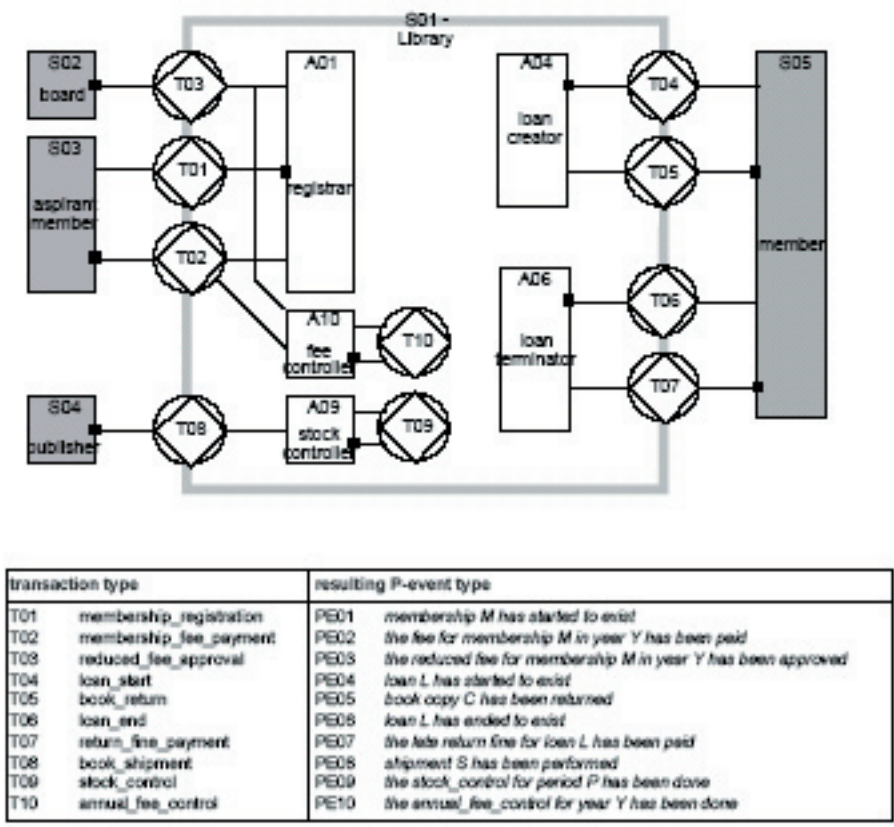 S01 -
Library
S02
board
T03
A01
registrar
A04
loan
creator
T04
S05
member
S03
aspirant
member
T01
T05
T02
A06
loan
terminator
T06
A10
fee
controller
T10
T07
S04
publisher
T08
A09
stock
controller
T09
transaction type resulting P-event type
T01 membership_registration PE01 membership M has started to exist
T02 membership_fee_payment PE02 the fee for membership M in year Y has been paid
T03 reduced_fee_approval PE03 the reduced fee for membership M in year Y has been approved
T04 loan_start PE04 loan L has started to exist
T05 book_return PE05 book copy C has been returned
T06 loan_end PE06 loan L has ended to exist
T07 return_fine_payment PE07 the late return fine for loan L has been paid
T08 book_shipment PE08 shipment S has been performed
T09 stock_control PE09 the stock_control for period P has been done
T10 annual_fee_control PE10 the annual_fee_control for year Y has been done